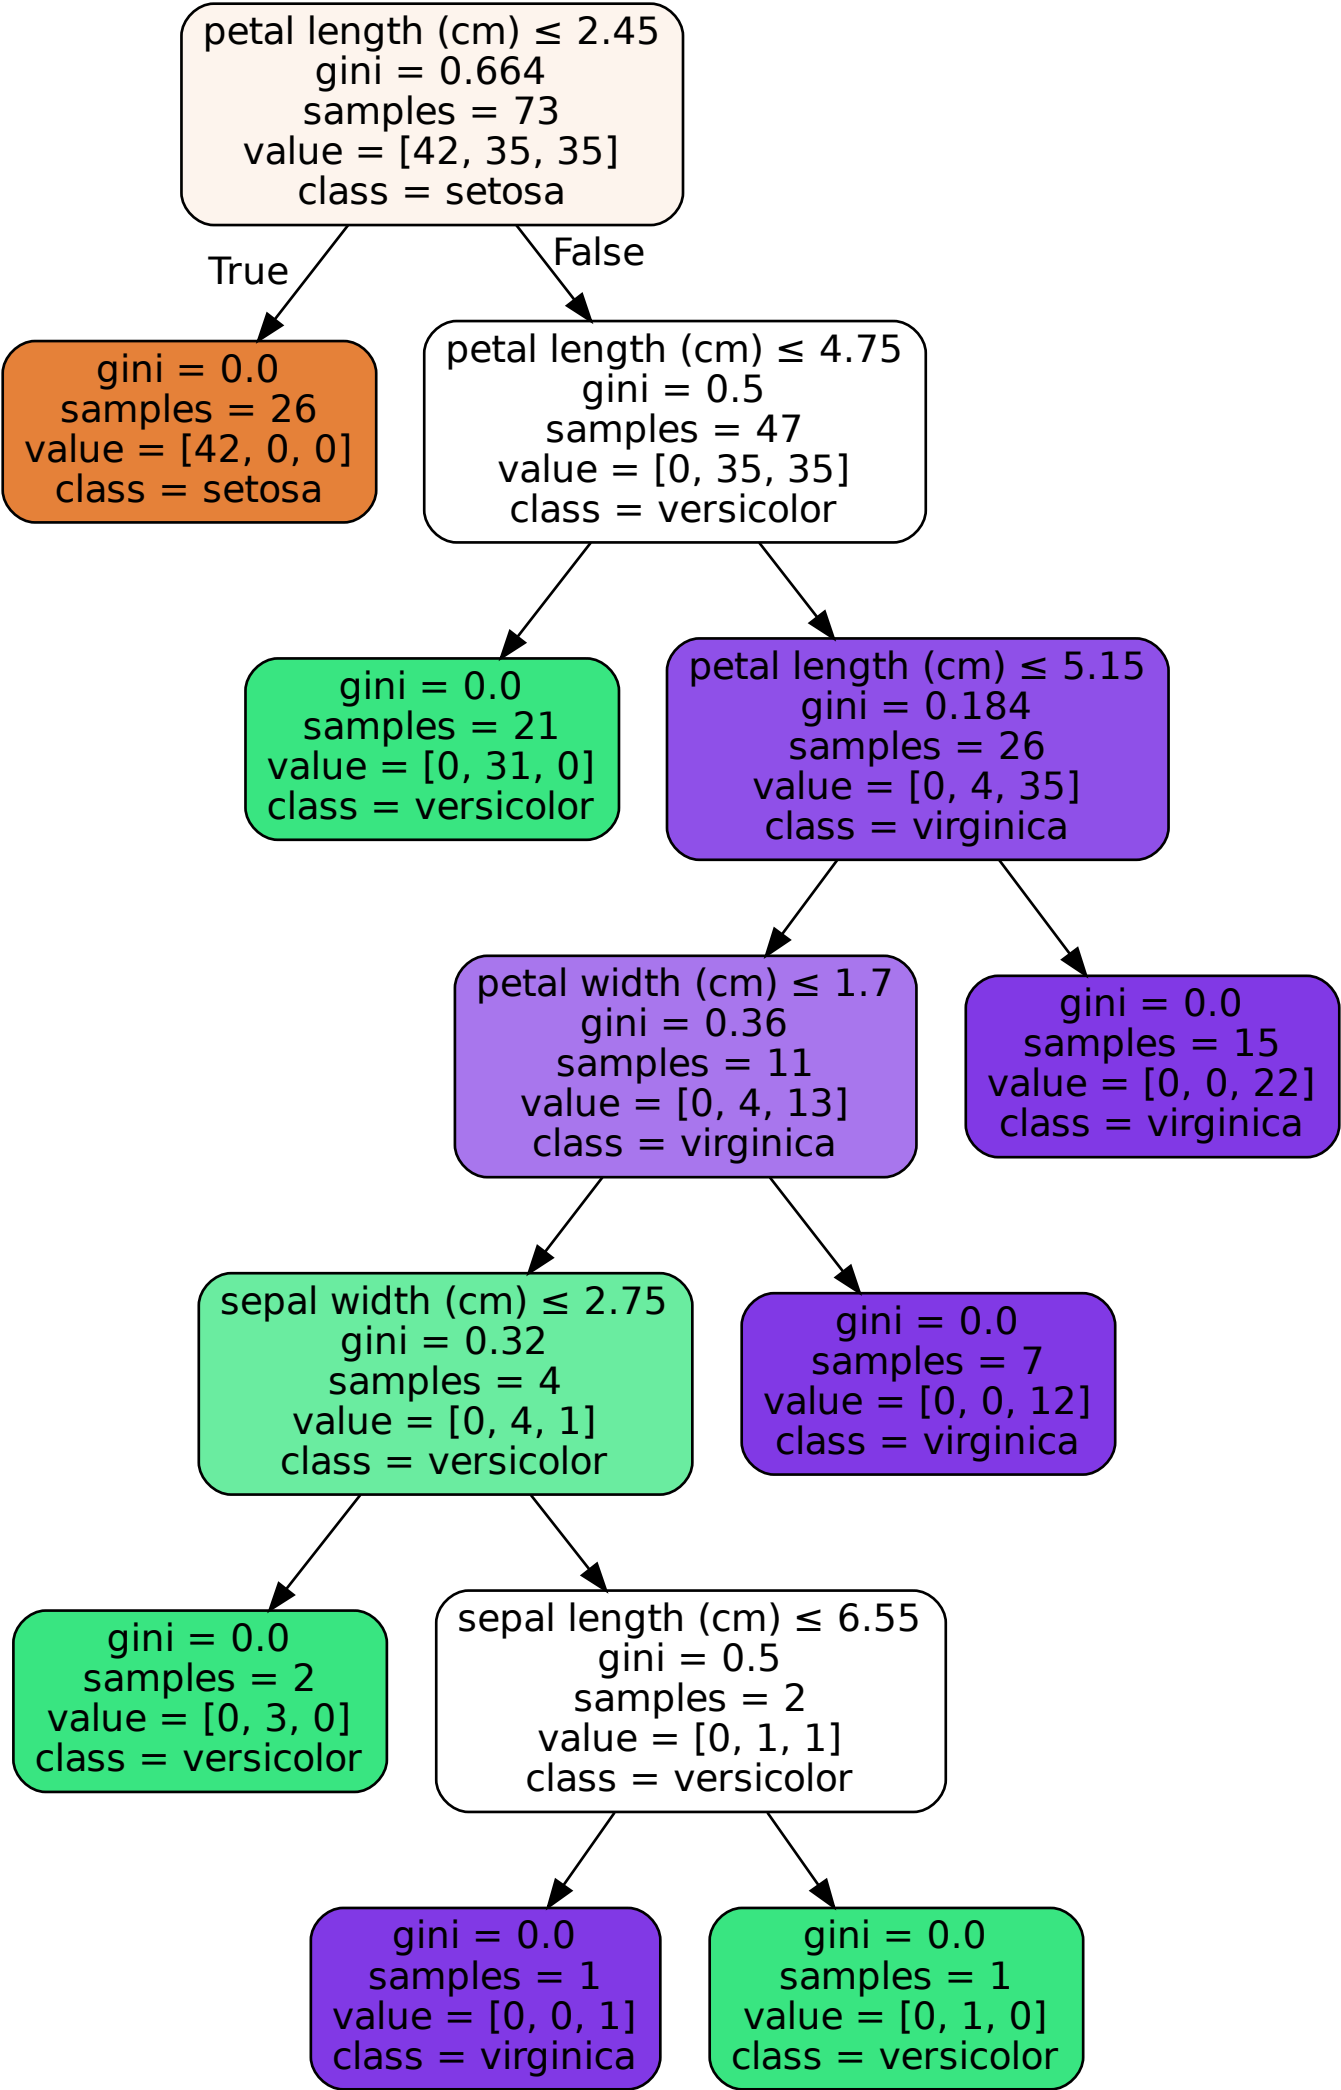 petal length (cm) ≤ 2.45
gini = 0.664
samples = 73
value = [42, 35, 35]
class = setosa
True
False
gini = 0.0
samples = 26
value = [42, 0, 0]
class = setosa
petal length (cm) ≤ 4.75
gini = 0.5
samples = 47
value = [0, 35, 35]
class = versicolor
gini = 0.0
samples = 21
value = [0, 31, 0]
class = versicolor
petal length (cm) ≤ 5.15
gini = 0.184
samples = 26
value = [0, 4, 35]
class = virginica
petal width (cm) ≤ 1.7
gini = 0.36
samples = 11
value = [0, 4, 13]
class = virginica
gini = 0.0
samples = 15
value = [0, 0, 22]
class = virginica
sepal width (cm) ≤ 2.75
gini = 0.32
samples = 4
value = [0, 4, 1]
class = versicolor
gini = 0.0
samples = 7
value = [0, 0, 12]
class = virginica
gini = 0.0
samples = 2
value = [0, 3, 0]
class = versicolor
sepal length (cm) ≤ 6.55
gini = 0.5
samples = 2
value = [0, 1, 1]
class = versicolor
gini = 0.0
samples = 1
value = [0, 0, 1]
class = virginica
gini = 0.0
samples = 1
value = [0, 1, 0]
class = versicolor